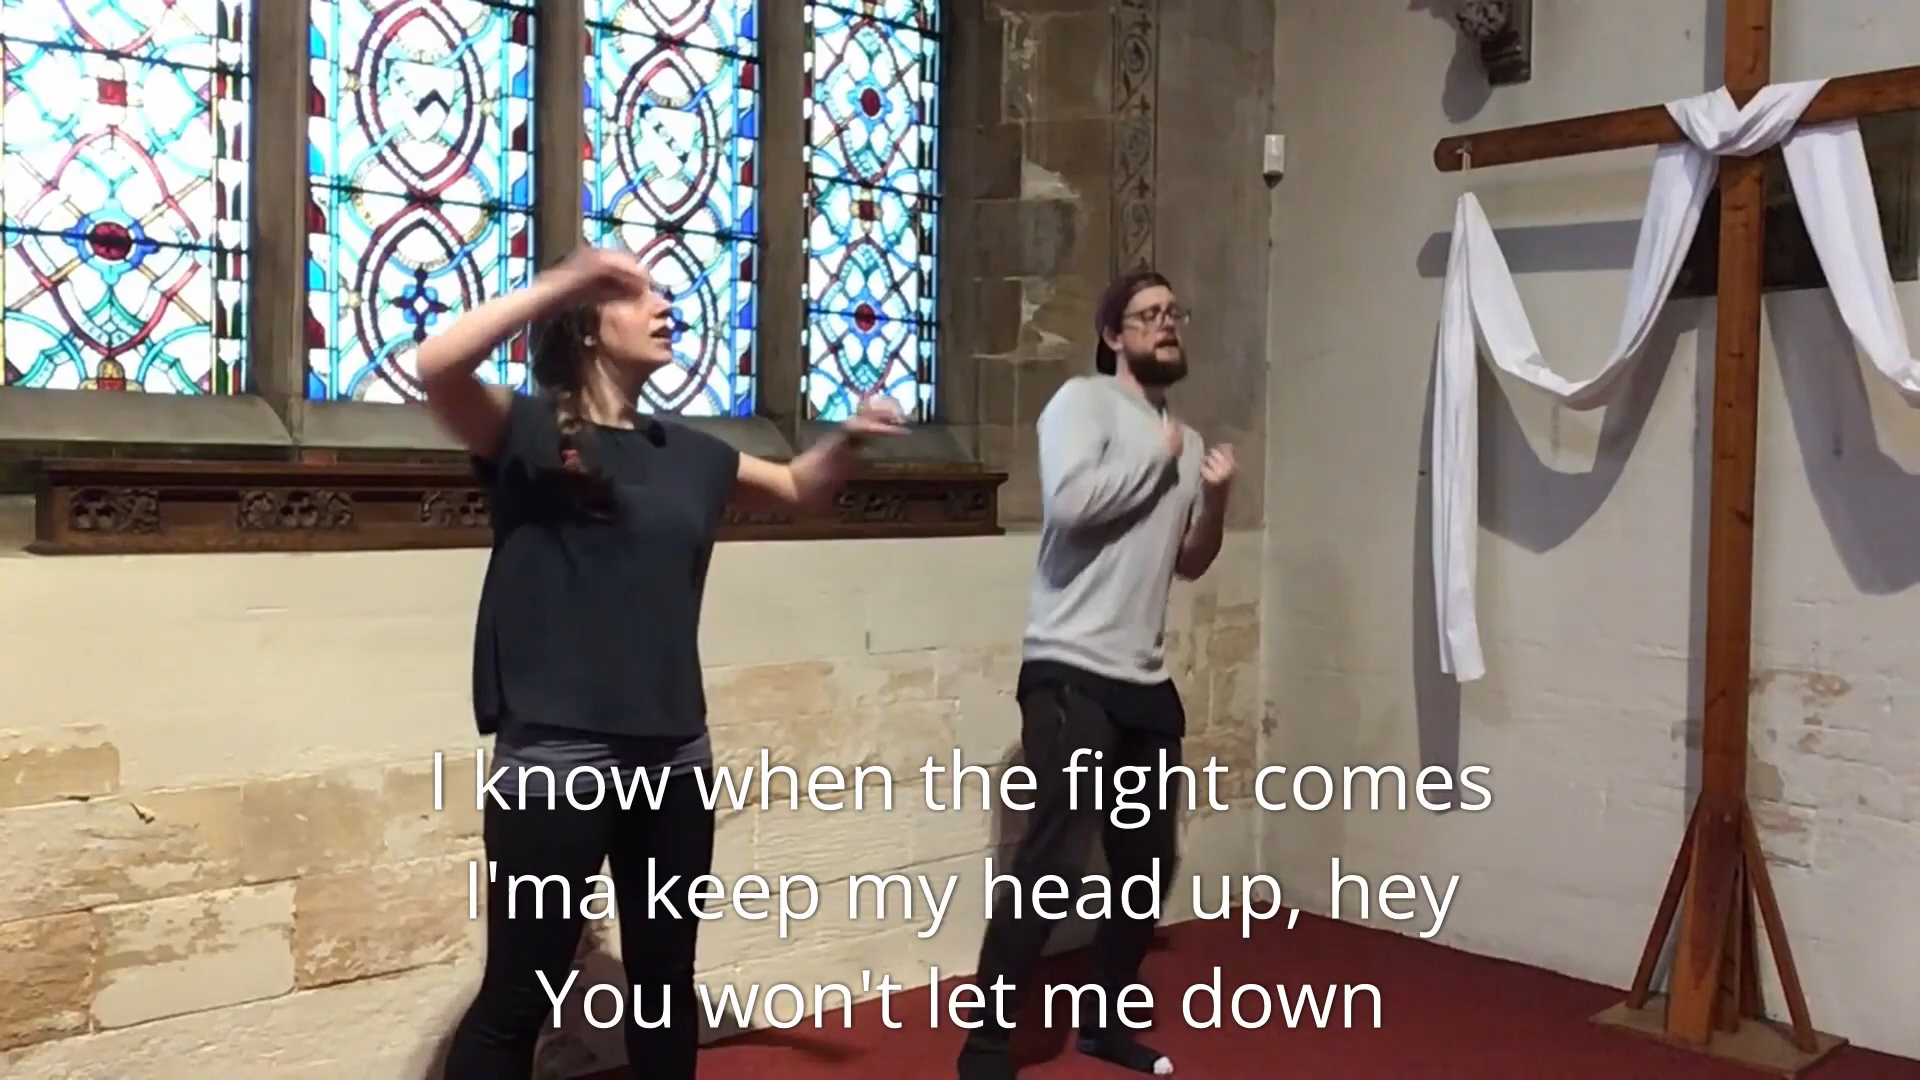 I know when the fight comes
I'ma keep my head up, hey
You won't let me down